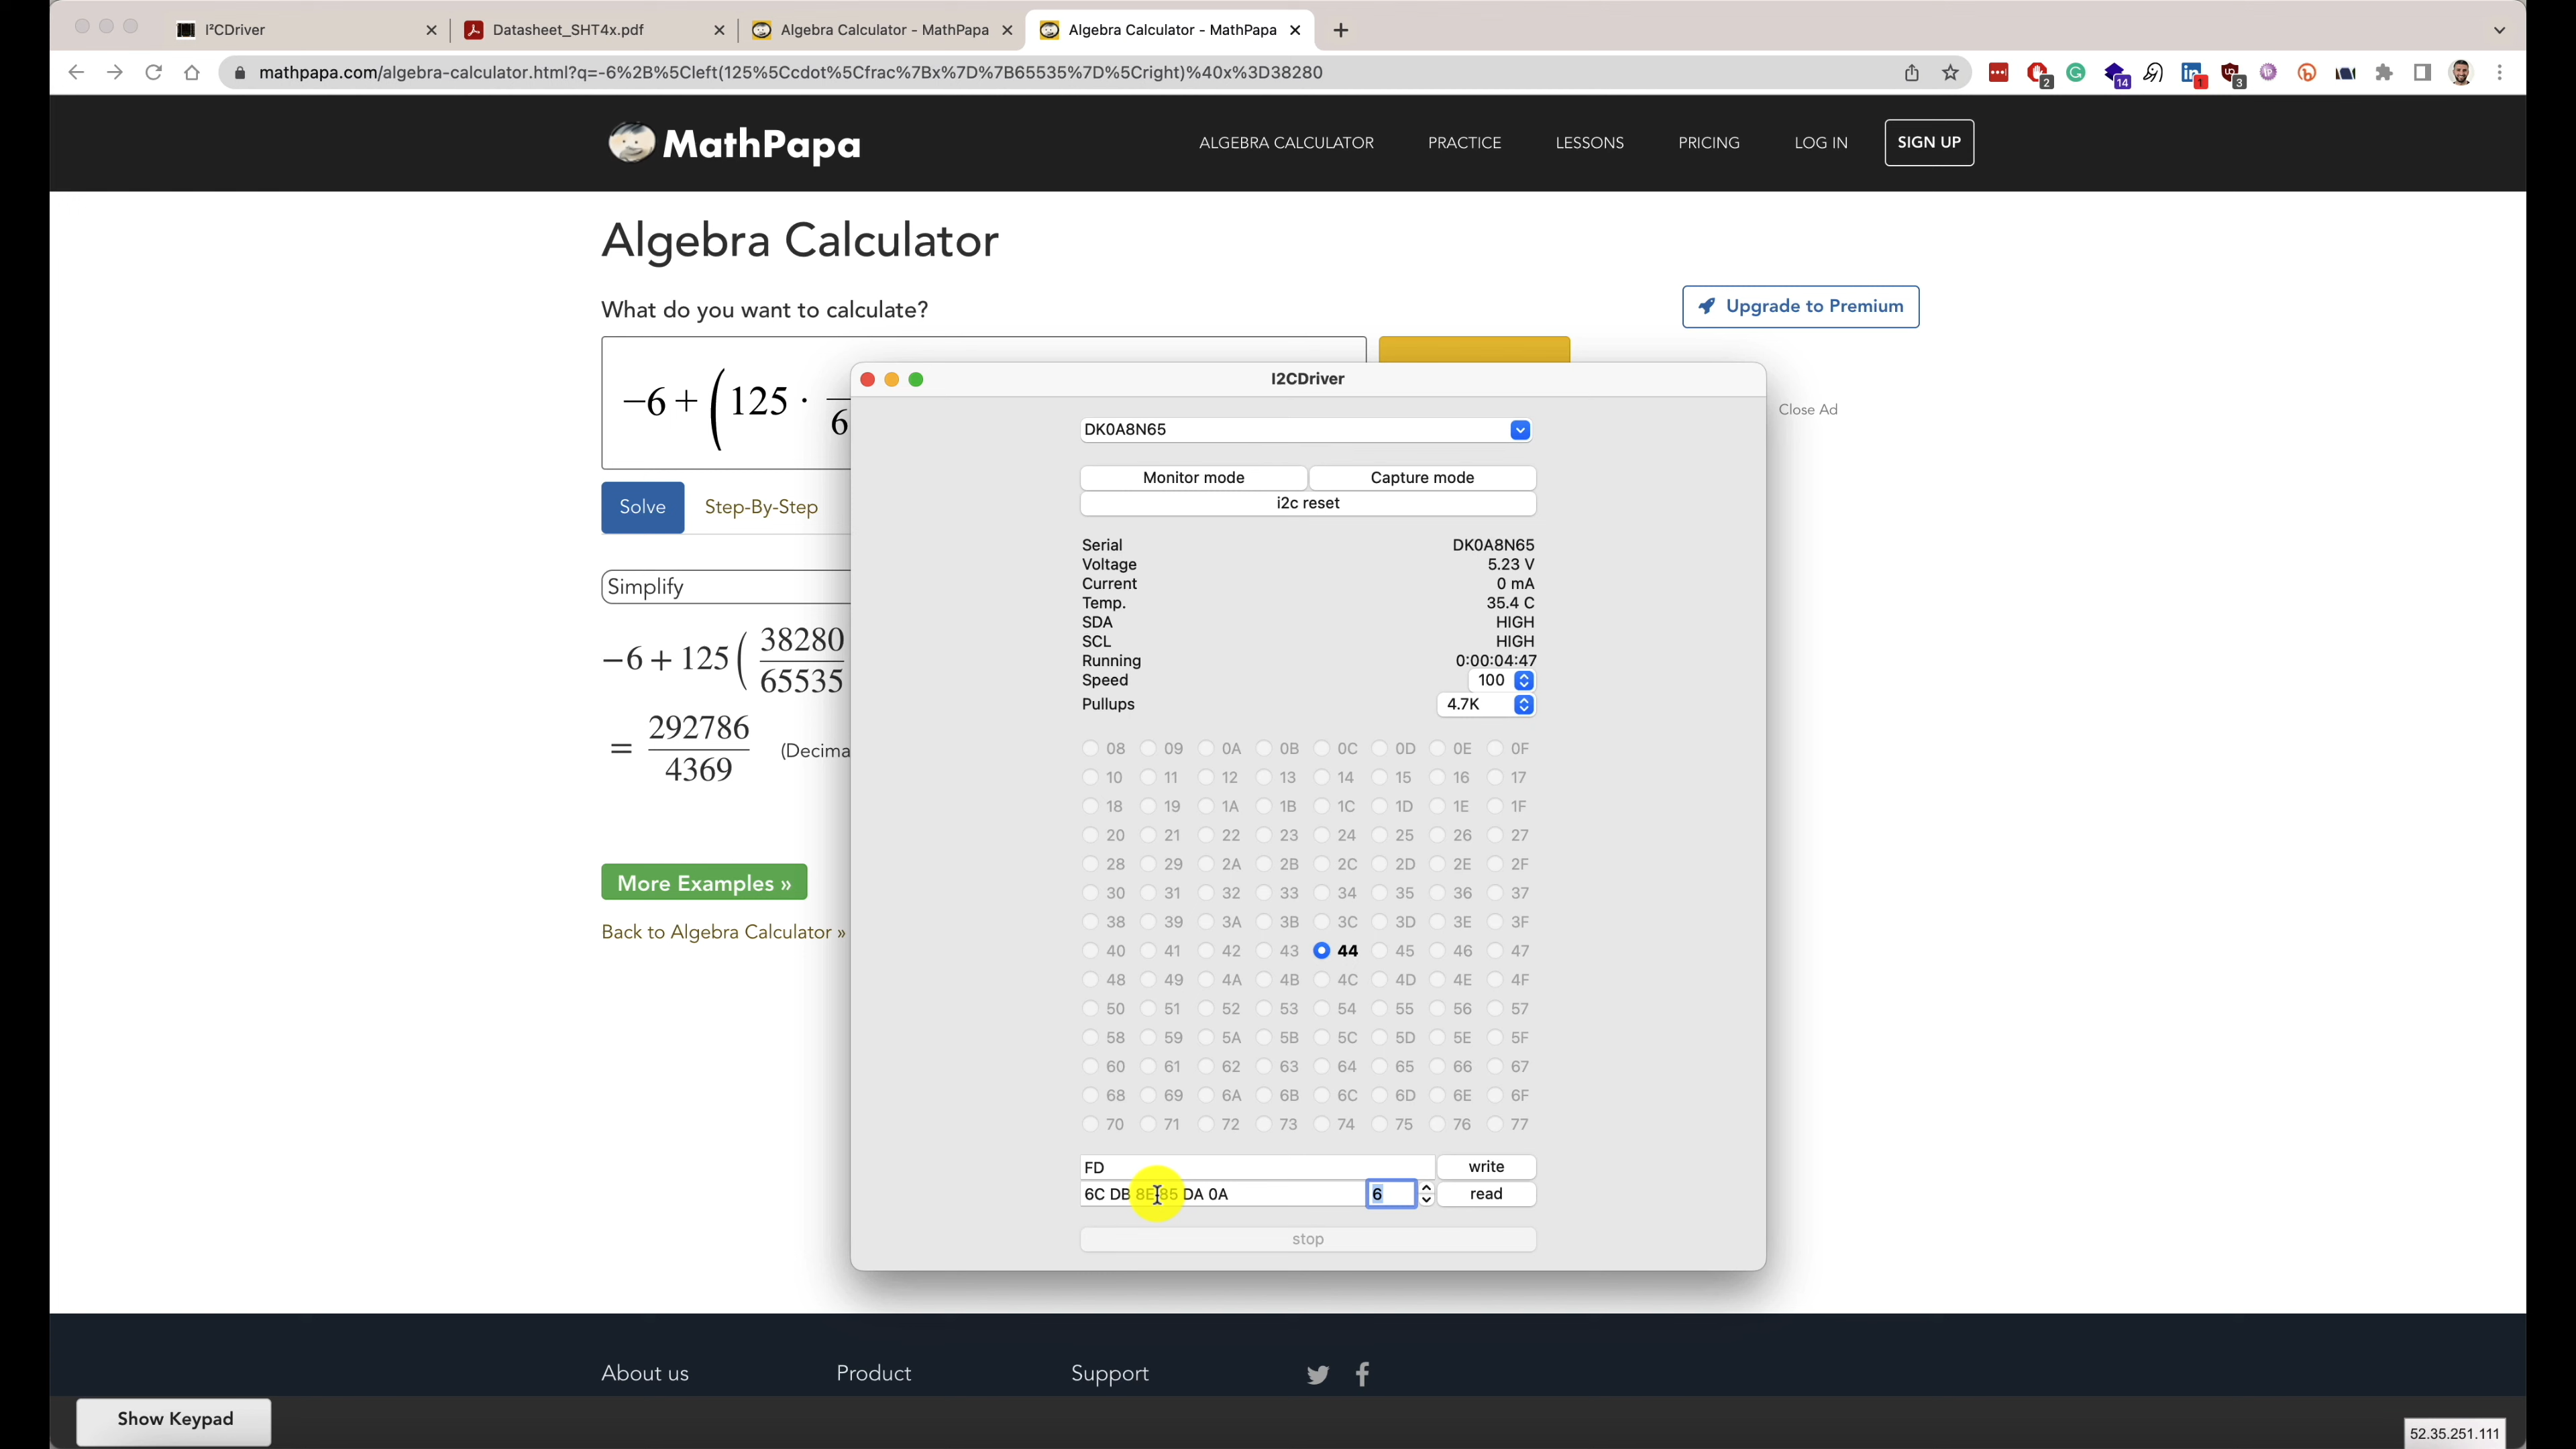 I²CDriver
Datasheet_SHT4x.pdf
Algebra Calculator - MathPapa
Algebra Calculator - MathPapa
mathpapa.com/algebra-calculator.html?q=-6%2B%5Cleft(125%5Ccdot%5Cfrac%7Bx%7D%7B65535%7D%5Cright)%40x%3D38280
2
14
1
3
MathPapa
ALGEBRA CALCULATOR
PRACTICE
LESSONS
PRICING
LOG IN
SIGN UP
Algebra Calculator
What do you want to calculate?
Upgrade to Premium
−6 + (125 ·
6
Close Ad
Solve
Step-By-Step
Simplify
−6 + 125 ( 38280
65535
= 292786
4369
(Decima
More Examples »
Back to Algebra Calculator »
I2CDriver
DK0A8N65
Monitor mode
Capture mode
i2c reset
Serial DK0A8N65
Voltage 5.23 V
Current 0 mA
Temp. 35.4 C
SDA HIGH
SCL HIGH
Running 0:00:04:47
Speed 100
Pullups 4.7K
08 09 0A 0B 0C 0D 0E 0F
10 11 12 13 14 15 16 17
18 19 1A 1B 1C 1D 1E 1F
20 21 22 23 24 25 26 27
28 29 2A 2B 2C 2D 2E 2F
30 31 32 33 34 35 36 37
38 39 3A 3B 3C 3D 3E 3F
40 41 42 43 44 45 46 47
48 49 4A 4B 4C 4D 4E 4F
50 51 52 53 54 55 56 57
58 59 5A 5B 5C 5D 5E 5F
60 61 62 63 64 65 66 67
68 69 6A 6B 6C 6D 6E 6F
70 71 72 73 74 75 76 77
FD
write
6C DB 8E 85 DA 0A
6
read
stop
About us
Product
Support
Show Keypad
52.35.251.111